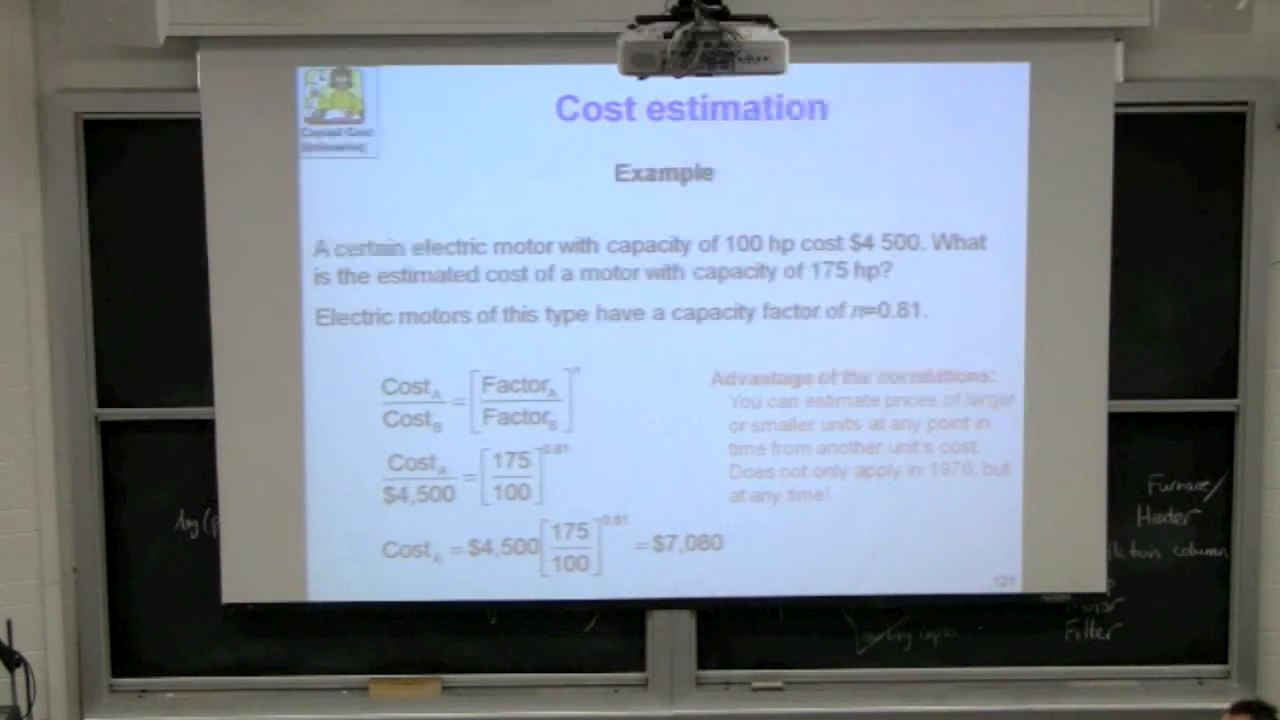 Cost estimation
Example
A certain electric motor with capacity of 100 hp cost $4 500. What
is the estimated cost of a motor with capacity of 175 hp?
Electric motors of this type have a capacity factor of n=0.81.
Cost_A / Cost_B = [Factor_A / Factor_B]^n
Cost_A / $4,500 = [175 / 100]^0.81
Cost_A = $4,500 [175 / 100]^0.81 = $7,080
Advantage of the correlations:
You can estimate prices of larger
or smaller units at any point in
time from another unit's cost.
Does not only apply in 1970, but
at any time!
121
log(
Furnace/
Heater
column
Filter